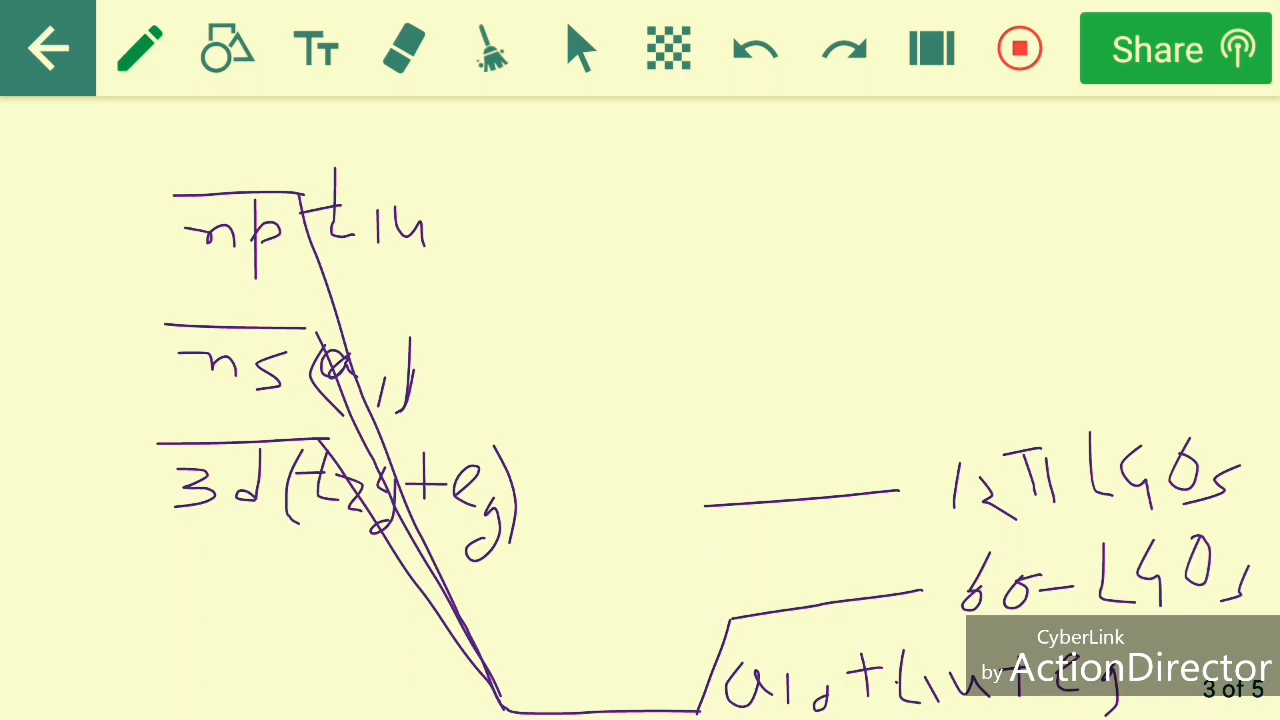 Share
np t1u
ns (a1g)
3d(t2g+eg)
12π LGOs
6σ- LGOs
a1g+t1u+eg
CyberLink
by ActionDirector
3 of 5